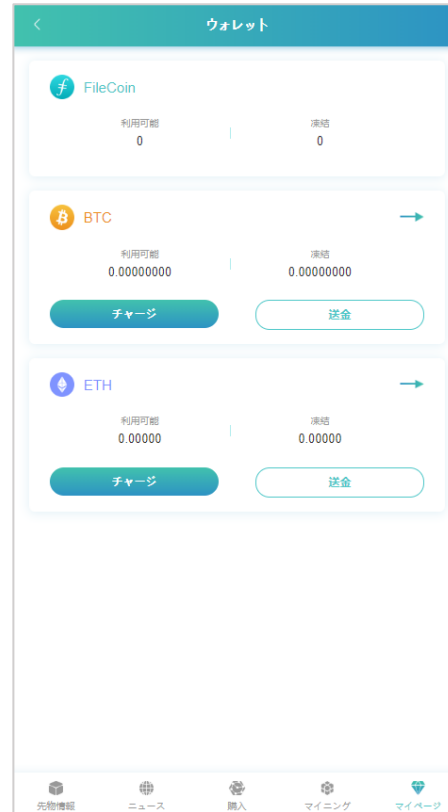 ウォレット
FileCoin
利用可能 凍結
0 0
BTC
利用可能 凍結
0.00000000 0.00000000
チャージ 送金
ETH
利用可能 凍結
0.00000 0.00000
チャージ 送金
先物情報 ニュース 購入 マイニング マイページ